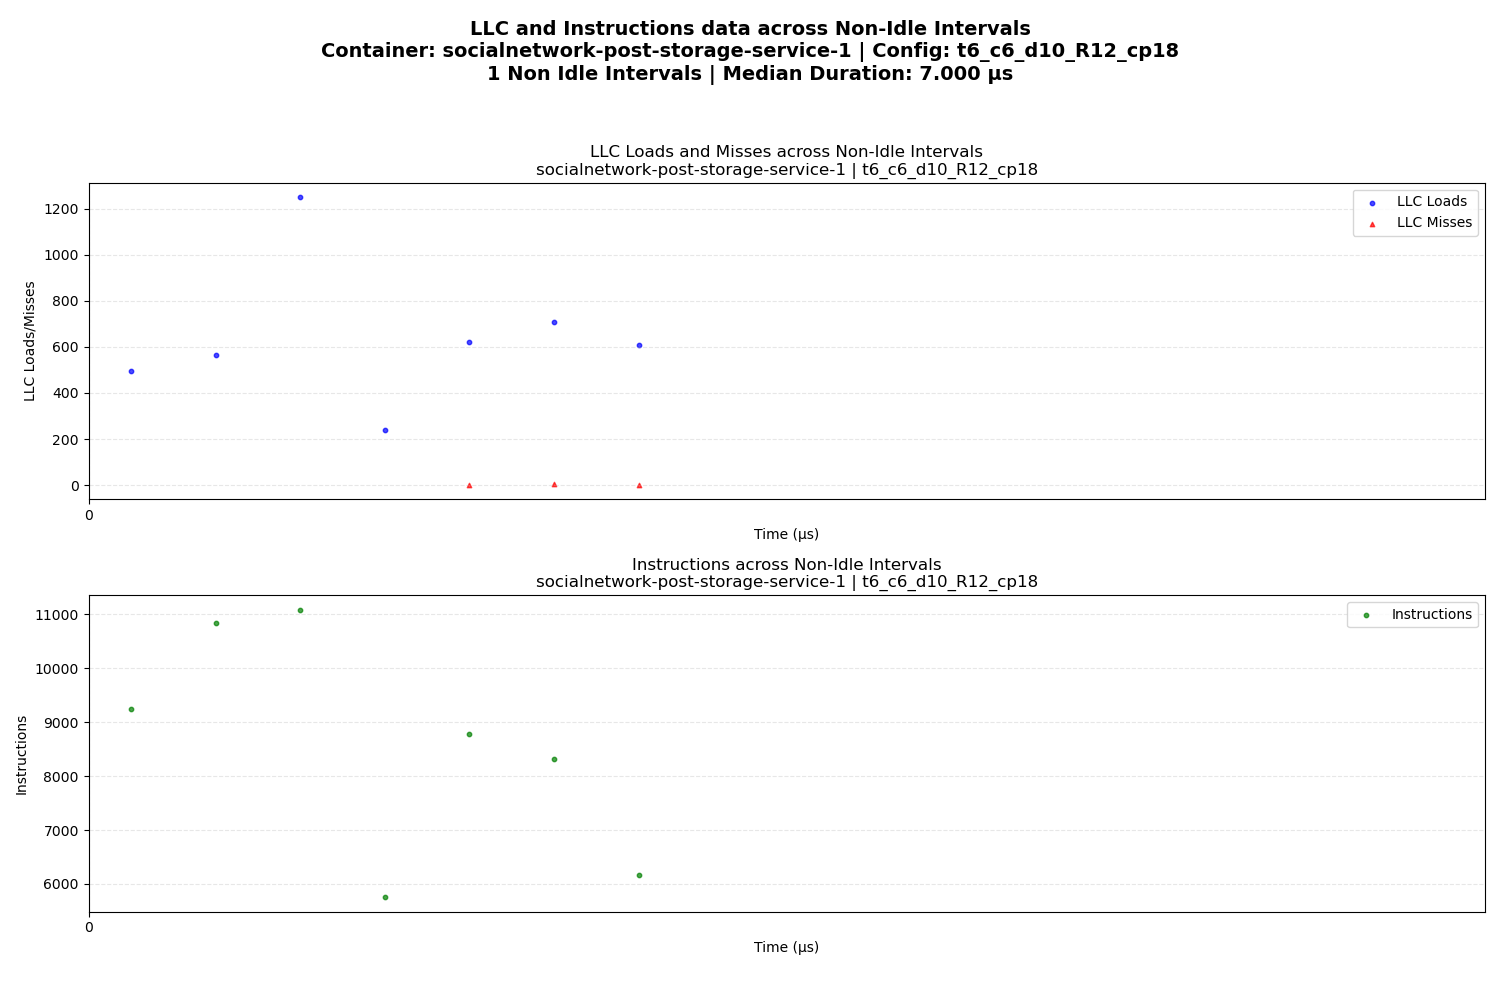 LLC and Instructions data across Non-Idle Intervals
Container: socialnetwork-post-storage-service-1 | Config: t6_c6_d10_R12_cp18
1 Non Idle Intervals | Median Duration: 7.000 µs
LLC Loads and Misses across Non-Idle Intervals
socialnetwork-post-storage-service-1 | t6_c6_d10_R12_cp18
LLC Loads/Misses
1200
1000
800
600
400
200
0
LLC Loads
LLC Misses
0
Time (µs)
Instructions across Non-Idle Intervals
socialnetwork-post-storage-service-1 | t6_c6_d10_R12_cp18
Instructions
11000
10000
9000
8000
7000
6000
Instructions
0
Time (µs)